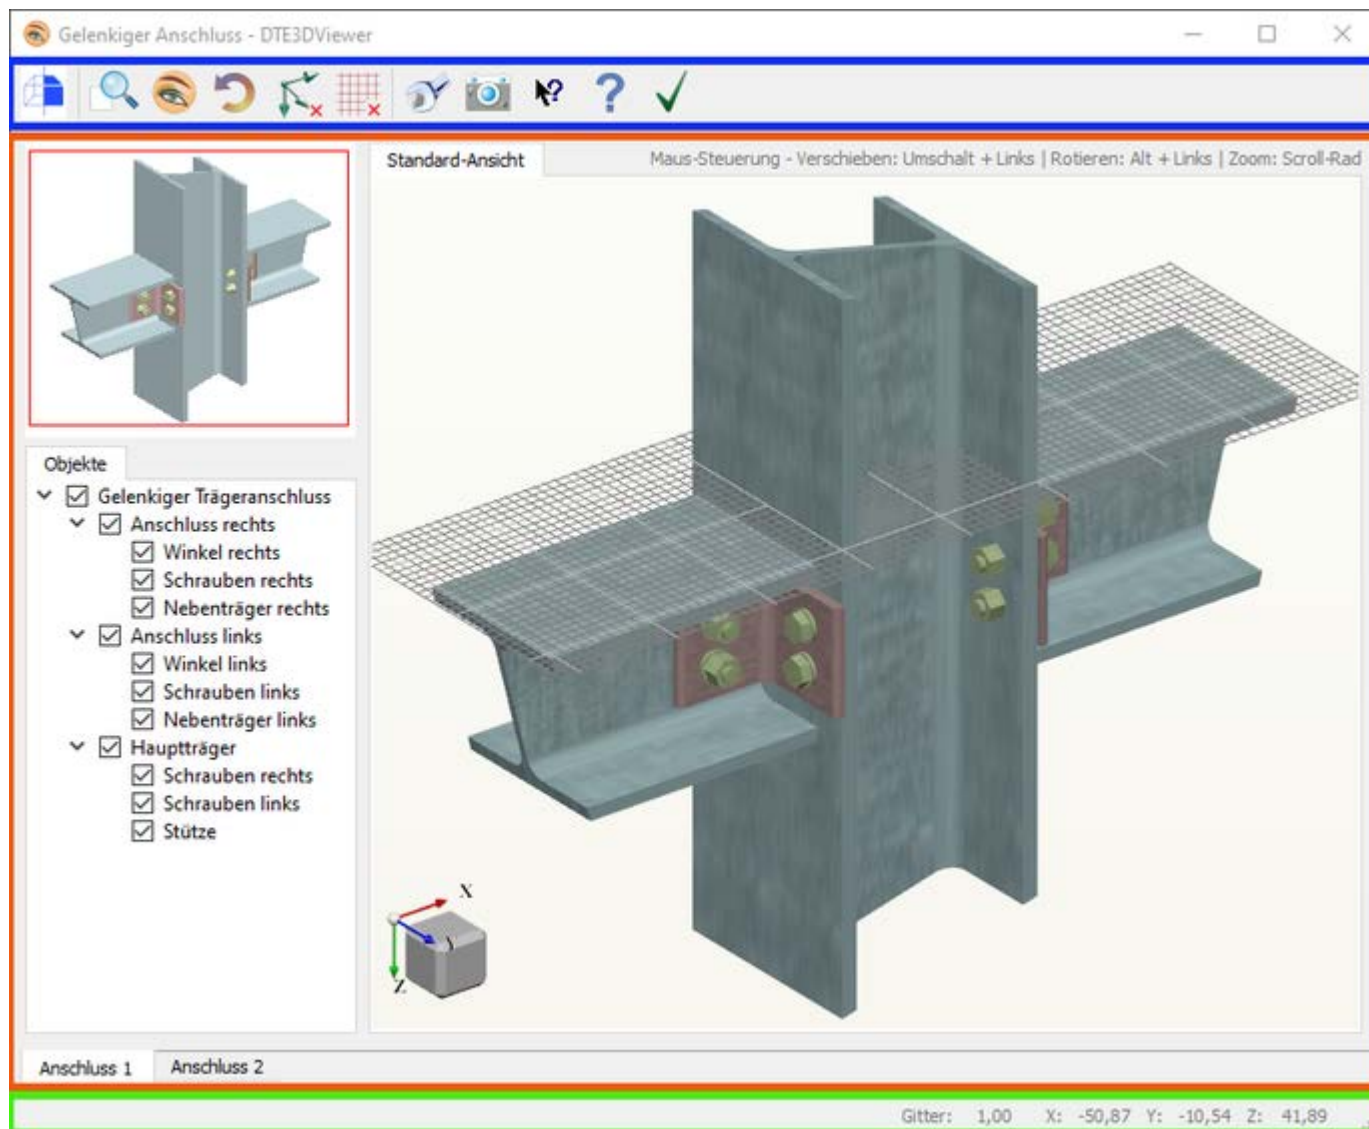 Gelenkiger Anschluss - DTE3DViewer
Standard-Ansicht
Maus-Steuerung - Verschieben: Umschalt + Links | Rotieren: Alt + Links | Zoom: Scroll-Rad
Objekte
Gelenkiger Trägeranschluss
Anschluss rechts
Winkel rechts
Schrauben rechts
Nebenträger rechts
Anschluss links
Winkel links
Schrauben links
Nebenträger links
Hauptträger
Schrauben rechts
Schrauben links
Stütze
X
Z
Anschluss 1 Anschluss 2
Gitter: 1,00 X: -50,87 Y: -10,54 Z: 41,89